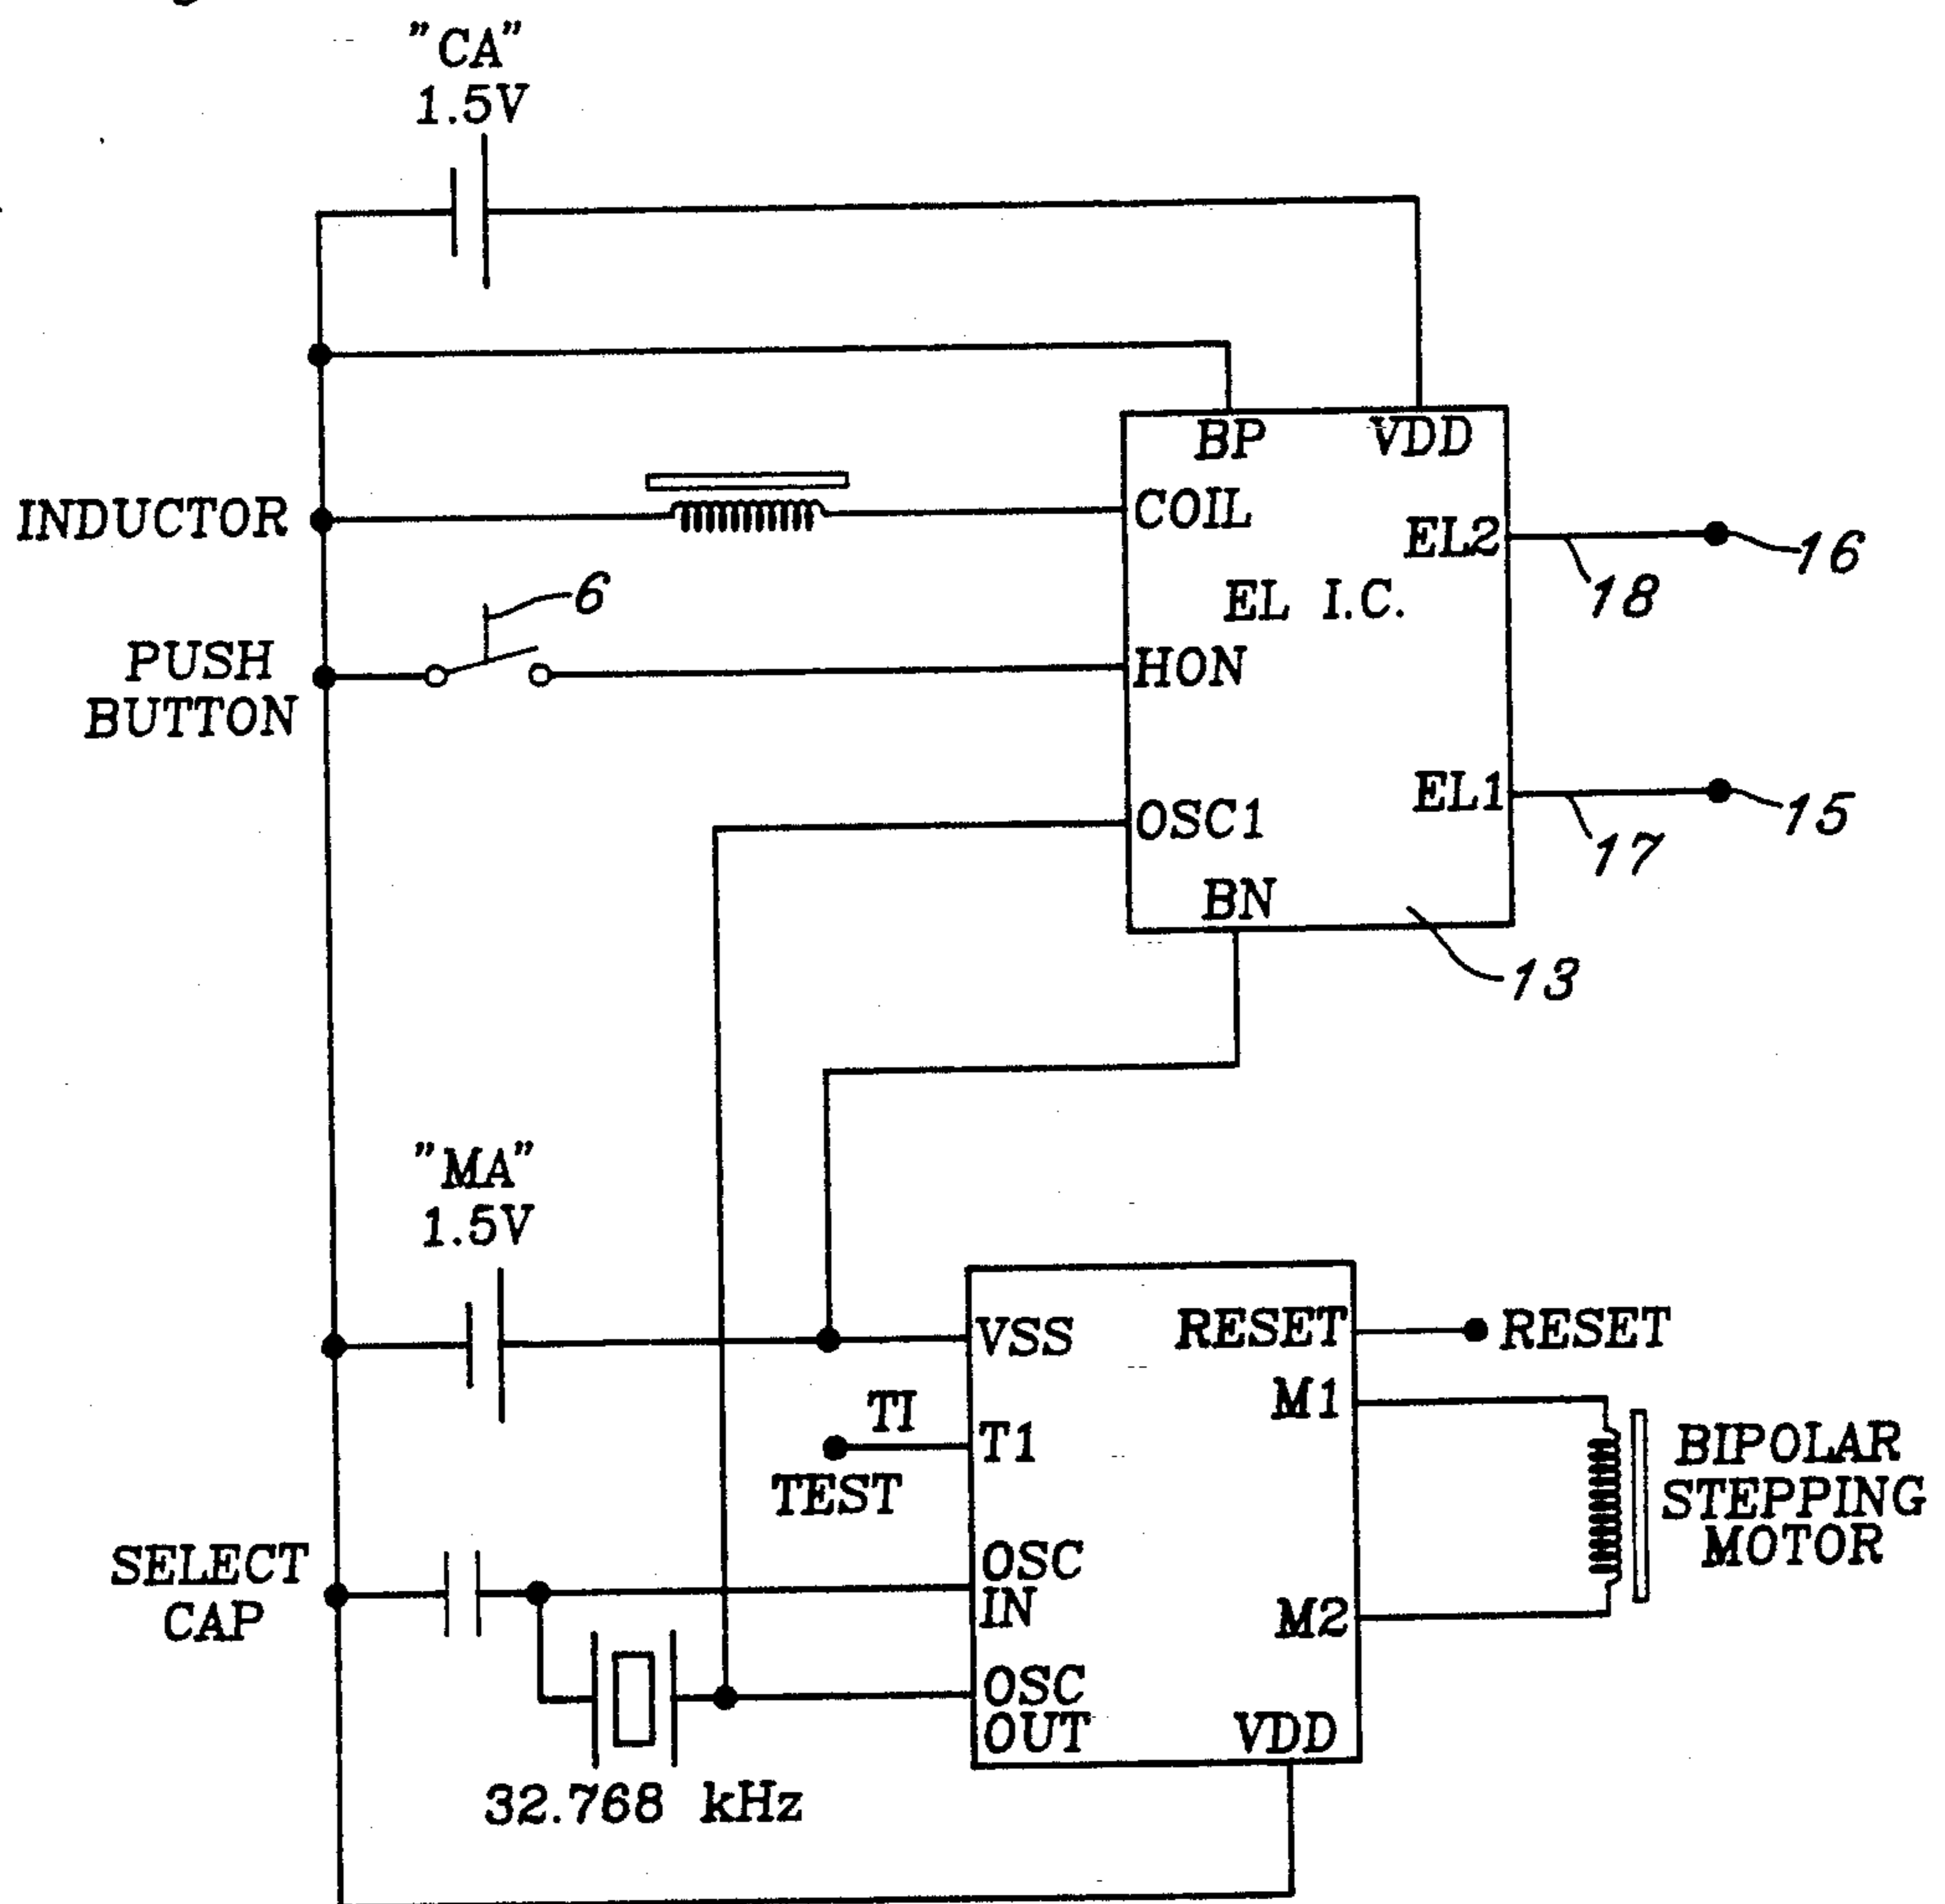 "CA"
1.5V
BP
VDD
INDUCTOR
COIL
EL2
16
18
6
EL I.C.
PUSH
BUTTON
HON
EL1
15
17
OSC1
BN
13
"MA"
1.5V
VSS
RESET
RESET
TI
T1
TEST
M1
BIPOLAR
STEPPING
MOTOR
SELECT
CAP
OSC
IN
M2
OSC
OUT
VDD
32.768 kHz